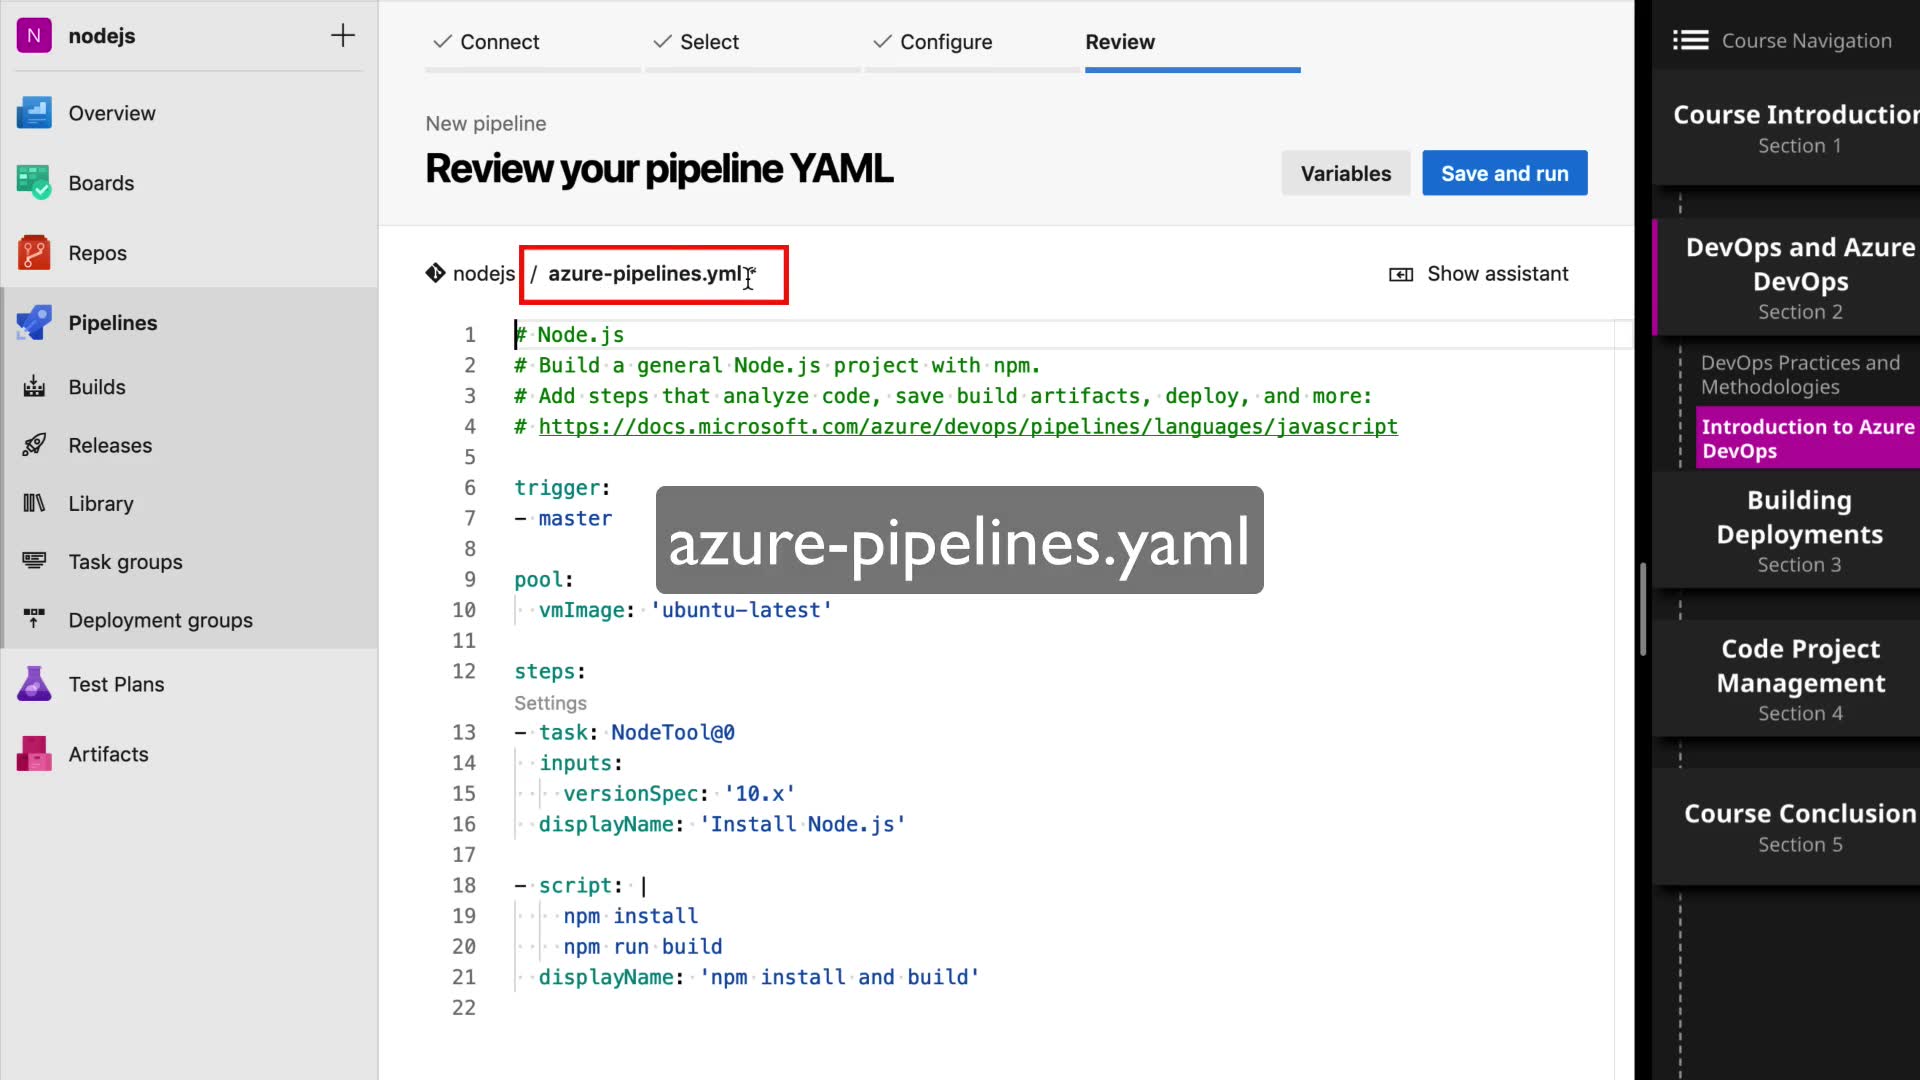 N nodejs
Overview
Boards
Repos
Pipelines
Builds
Releases
Library
Task groups
Deployment groups
Test Plans
Artifacts
Connect
Select
Configure
Review
New pipeline
Review your pipeline YAML
Variables
Save and run
nodejs / azure-pipelines.yml*
Show assistant
1 # Node.js
2 # Build a general Node.js project with npm.
3 # Add steps that analyze code, save build artifacts, deploy, and more:
4 # https://docs.microsoft.com/azure/devops/pipelines/languages/javascript
5
6 trigger:
7 - master
8
9 pool:
10 vmImage: 'ubuntu-latest'
11
12 steps:
Settings
13 - task: NodeTool@0
14 inputs:
15 versionSpec: '10.x'
16 displayName: 'Install Node.js'
17
18 - script: |
19 npm install
20 npm run build
21 displayName: 'npm install and build'
22
azure-pipelines.yaml
Course Navigation
Course Introduction
Section 1
DevOps and Azure
DevOps
Section 2
DevOps Practices and
Methodologies
Introduction to Azure
DevOps
Building
Deployments
Section 3
Code Project
Management
Section 4
Course Conclusion
Section 5